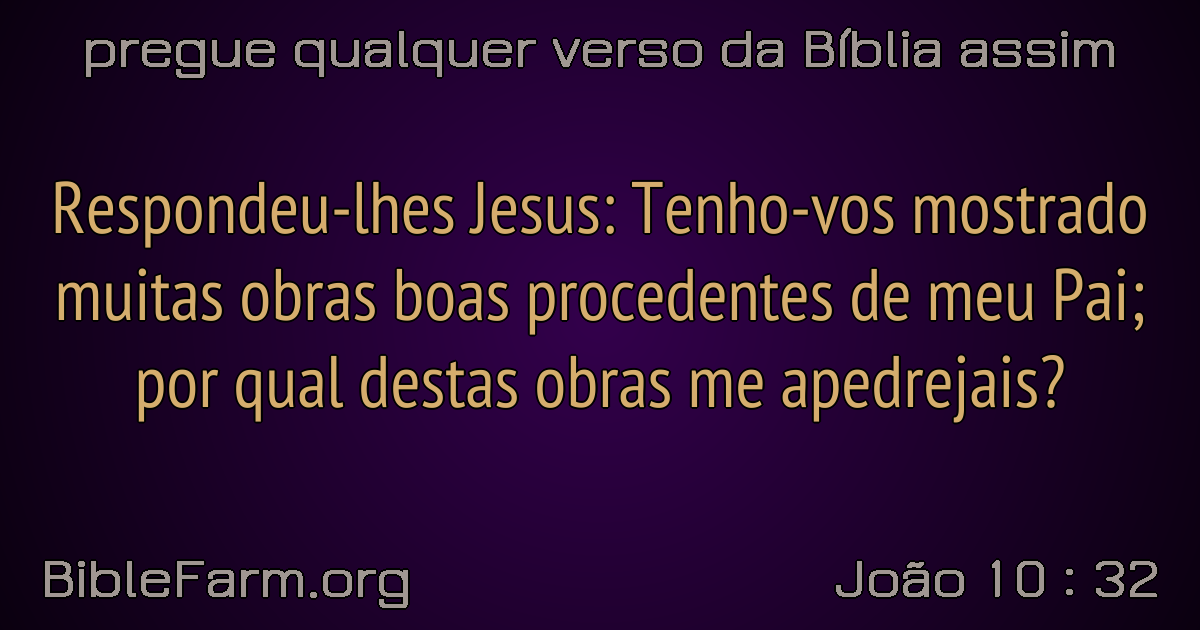 pregue qualquer verso da Bíblia assim
Respondeu-lhes Jesus: Tenho-vos mostrado
muitas obras boas procedentes de meu Pai;
por qual destas obras me apedrejais?
BibleFarm.org
João 10 : 32